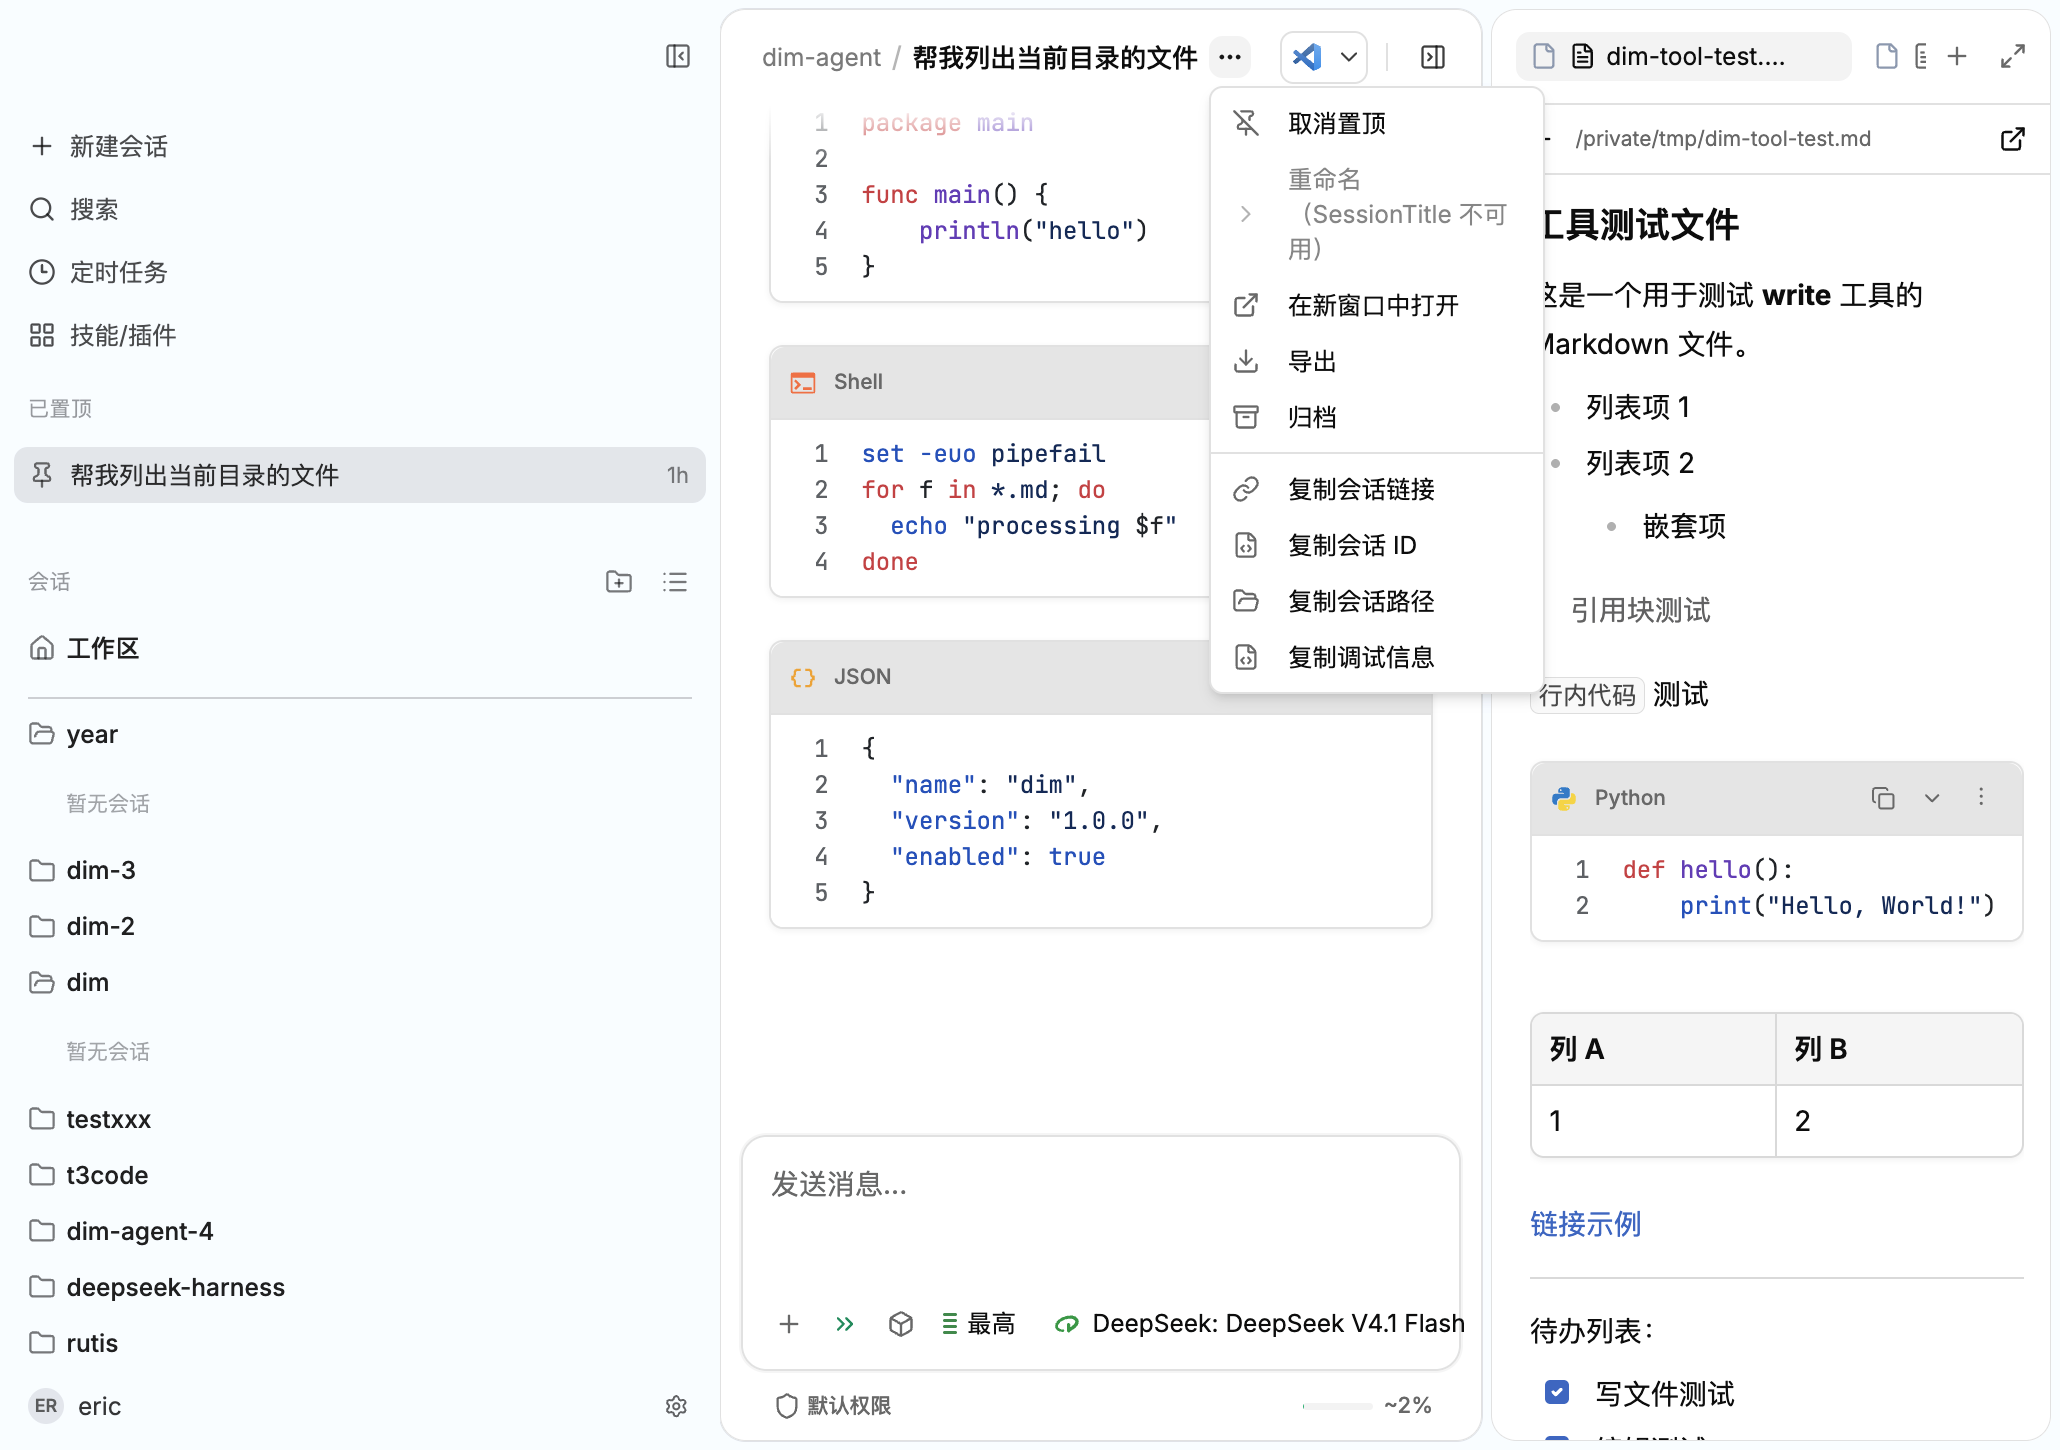 新建会话
搜索
定时任务
技能/插件
已置顶
帮我列出当前目录的文件 1h
会话
工作区
year
暂无会话
dim-3
dim-2
dim
暂无会话
testxxx
t3code
dim-agent-4
deepseek-harness
rutis
ER eric
dim-agent / 帮我列出当前目录的文件
1 package main
2
3 func main() {
4 println("hello")
5 }
Shell
1 set -euo pipefail
2 for f in *.md; do
3 echo "processing $f"
4 done
JSON
1 {
2 "name": "dim",
3 "version": "1.0.0",
4 "enabled": true
5 }
取消置顶
重命名
（SessionTitle 不可
用）
在新窗口中打开
导出
归档
复制会话链接
复制会话 ID
复制会话路径
复制调试信息
发送消息...
最高 DeepSeek: DeepSeek V4.1 Flash
默认权限 ~2%
dim-tool-test....
/private/tmp/dim-tool-test.md
工具测试文件
这是一个用于测试 write 工具的
Markdown 文件。
列表项 1
列表项 2
嵌套项
引用块测试
行内代码 测试
Python
1 def hello():
2 print("Hello, World!")
列 A 列 B
1 2
链接示例
待办列表：
写文件测试